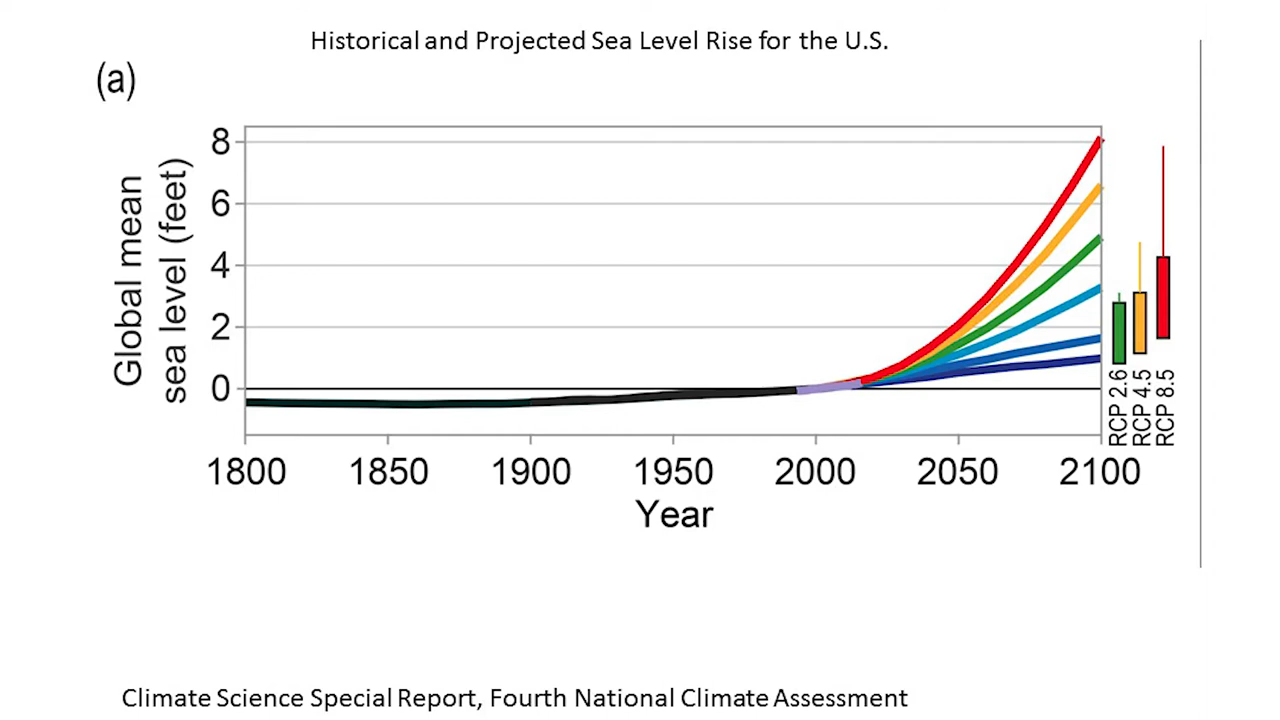 Historical and Projected Sea Level Rise for the U.S.
(a)
Global mean
sea level (feet)
8
6
4
2
0
1800 1850 1900 1950 2000 2050 2100
Year
RCP 2.6
RCP 4.5
RCP 8.5
Climate Science Special Report, Fourth National Climate Assessment